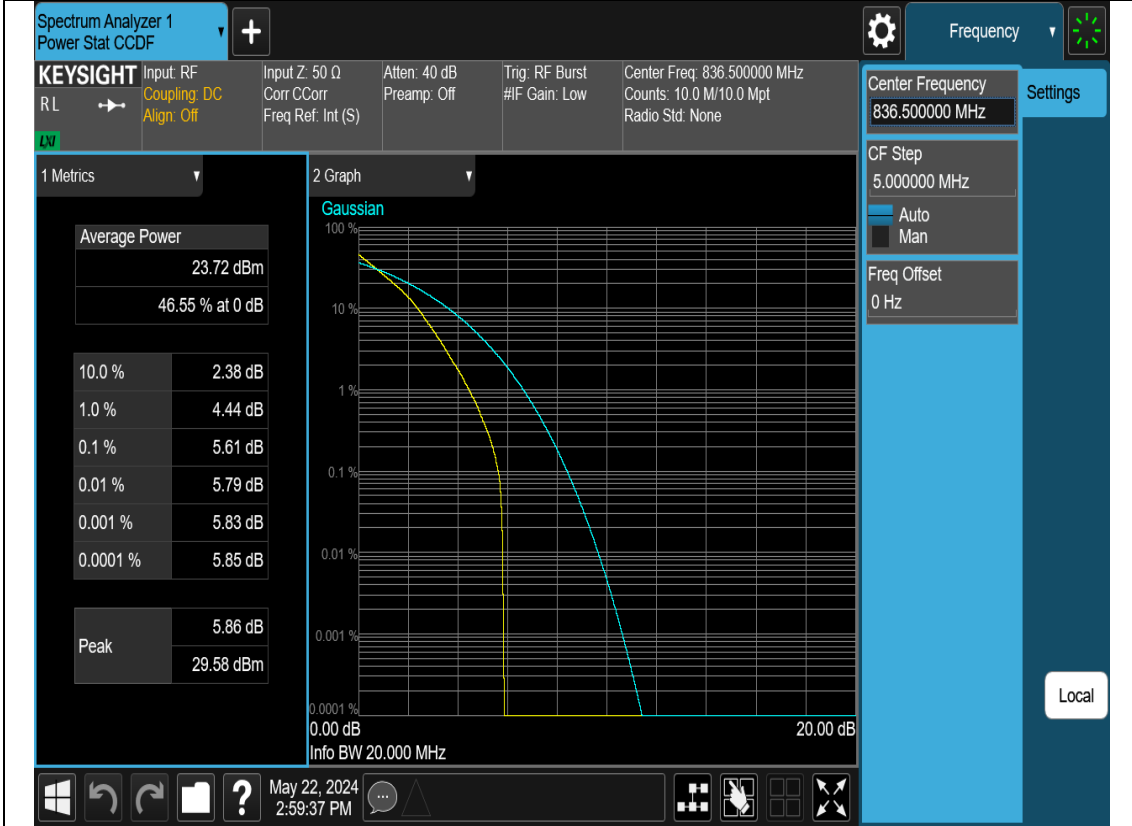 Spectrum Analyzer 1
Power Stat CCDF
+
Frequency
KEYSIGHT
RL
LXI
Input: RF
Coupling: DC
Align: Off
Input Z: 50 Ω
Corr CCorr
Freq Ref: Int (S)
Atten: 40 dB
Preamp: Off
Trig: RF Burst
#IF Gain: Low
Center Freq: 836.500000 MHz
Counts: 10.0 M/10.0 Mpt
Radio Std: None
Center Frequency
836.500000 MHz
Settings
CF Step
5.000000 MHz
Auto
Man
Freq Offset
0 Hz
1 Metrics
Average Power
23.72 dBm
46.55 % at 0 dB
10.0 % 2.38 dB
1.0 % 4.44 dB
0.1 % 5.61 dB
0.01 % 5.79 dB
0.001 % 5.83 dB
0.0001 % 5.85 dB
Peak
5.86 dB
29.58 dBm
2 Graph
Gaussian
100 %
10 %
1 %
0.1 %
0.01 %
0.001 %
0.0001 %
0.00 dB 20.00 dB
Info BW 20.000 MHz
Local
?
May 22, 2024
2:59:37 PM